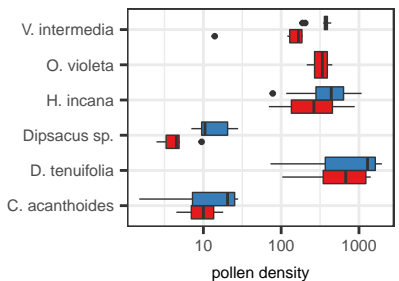 V. intermedia
O. violeta
H. incana
Dipsacus sp.
D. tenuifolia
C. acanthoides
10 100 1000
pollen density